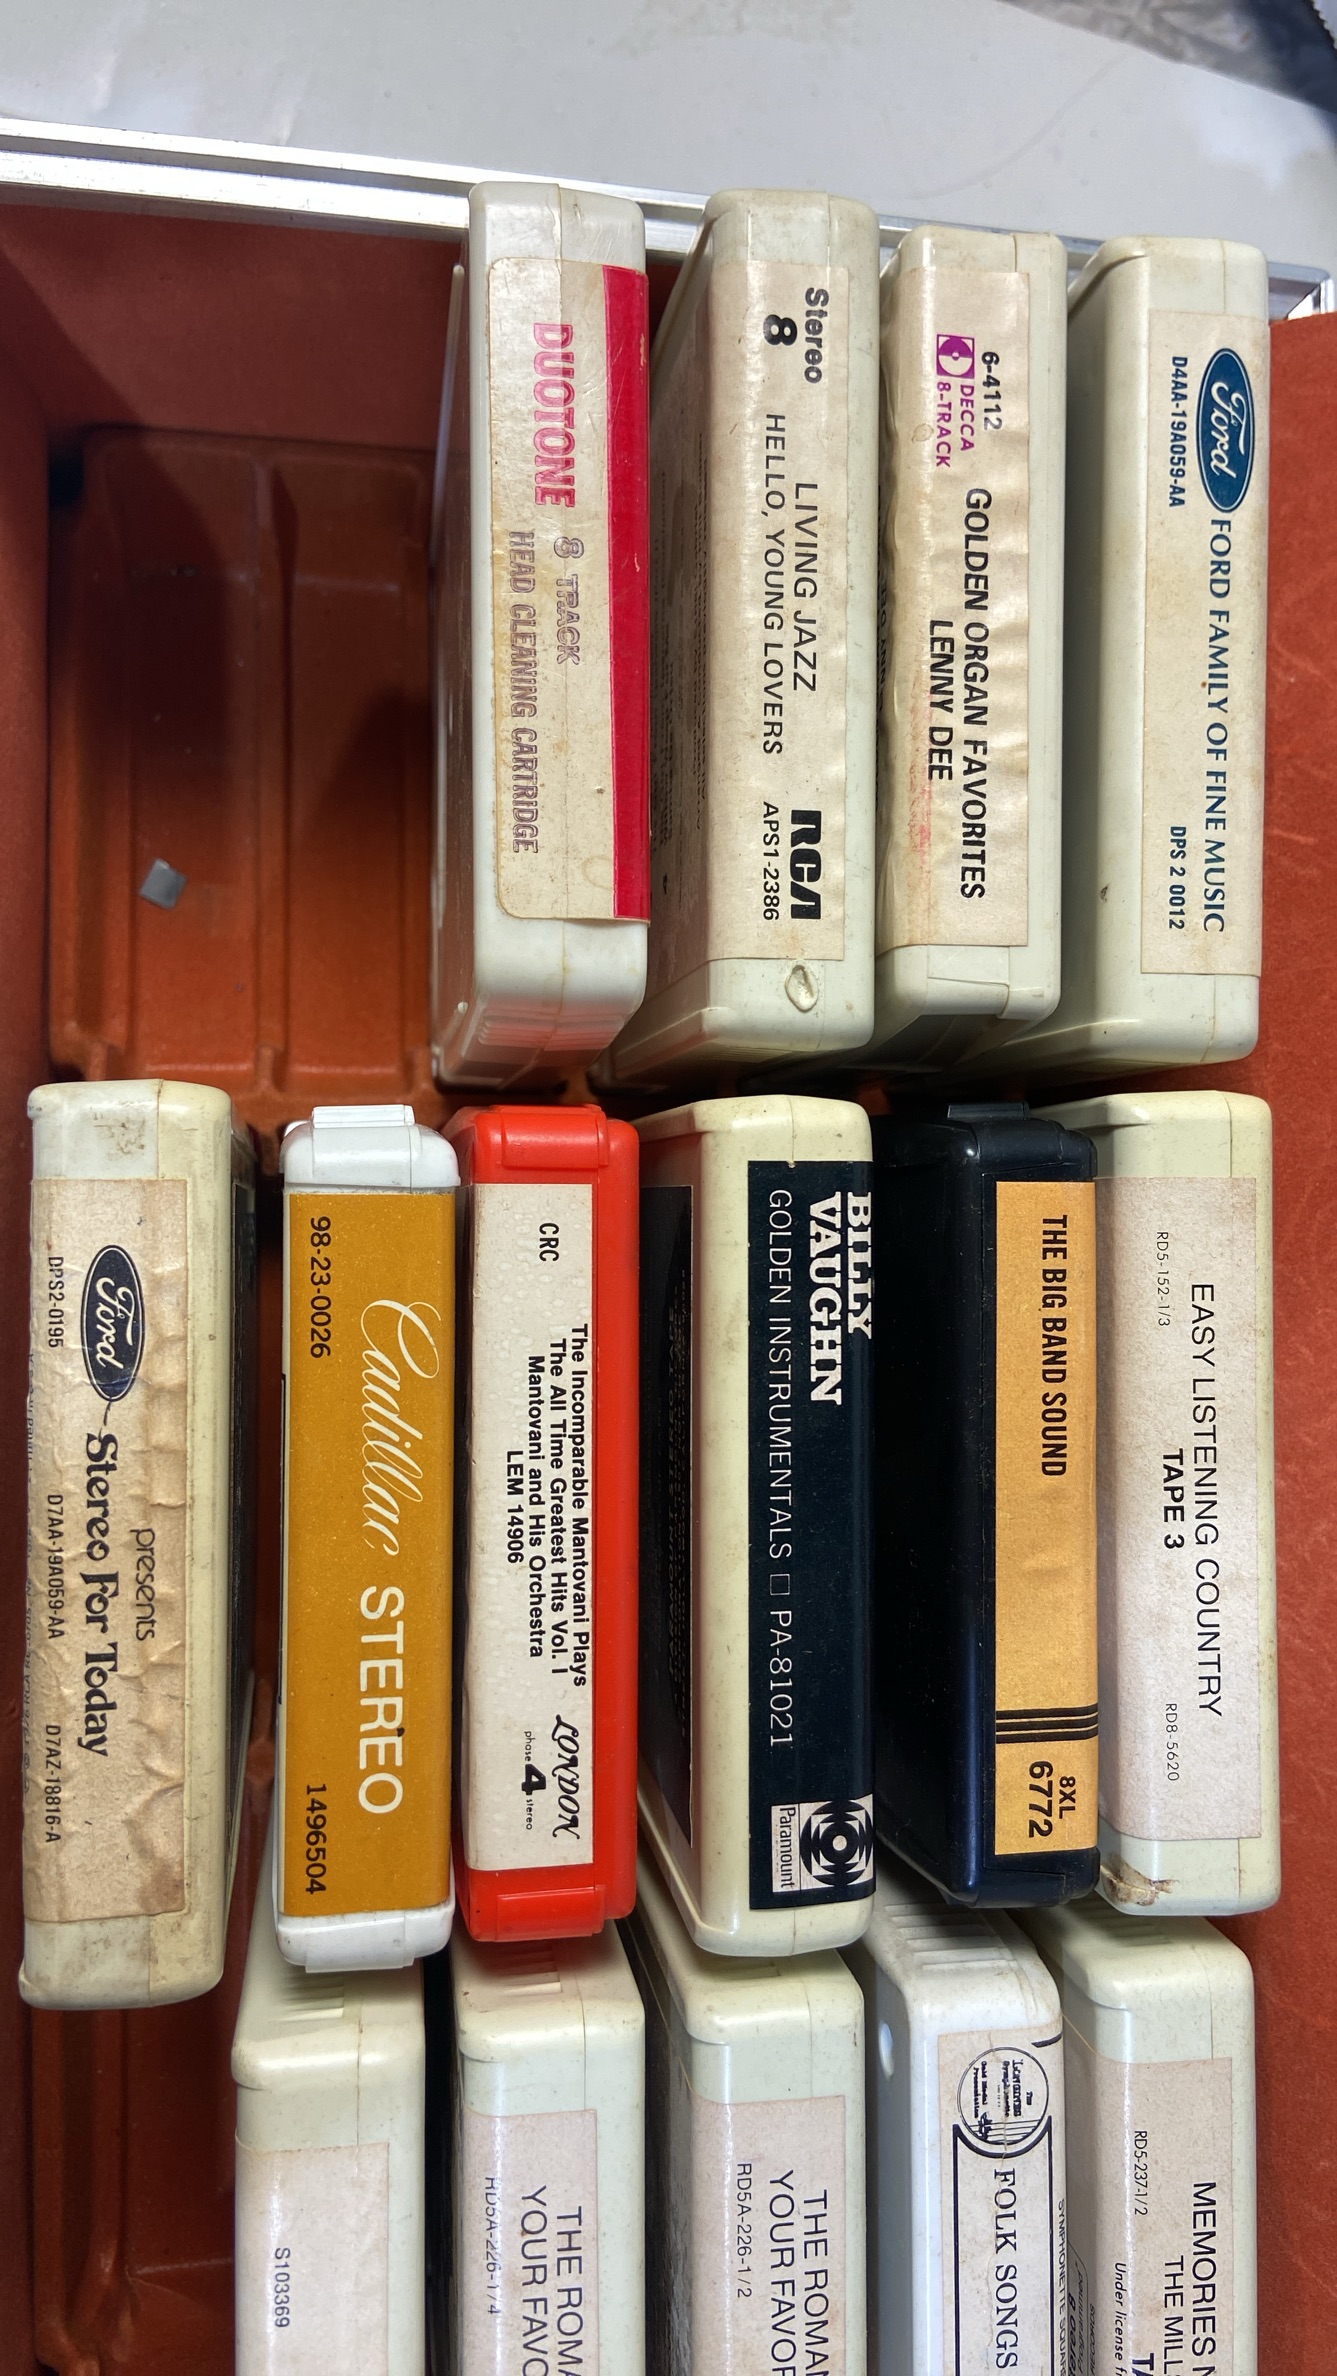 DUOTONE
8 TRACK
HEAD CLEANING CARTRIDGE
Stereo
8
LIVING JAZZ
HELLO, YOUNG LOVERS
RCA
APS1-2386
6-4112
DECCA
8-TRACK
GOLDEN ORGAN FAVORITES
LENNY DEE
Ford
FORD FAMILY OF FINE MUSIC
D4AA-19A059-AA
DPS 2 0012
Ford
presents
Stereo For Today
DPS2-0195
D7AA-19A059-AA
D7AZ-18816-A
Cadillac STEREO
98-23-0026
1496504
CRC
The Incomparable Mantovani Plays
The All Time Greatest Hits Vol. I
Mantovani and His Orchestra
LEM 14906
LONDON
phase 4 stereo
BILLY
VAUGHN
GOLDEN INSTRUMENTALS □ PA-81021
Paramount
THE BIG BAND SOUND
8XL
6772
EASY LISTENING COUNTRY
TAPE 3
RD5-152-1/3
RD8-5620
S103369
THE ROMA
YOUR FAVO
RD5A-226-1/4
THE ROMAN
YOUR FAVOR
RD5A-226-1/2
The
LONGINES
Symphonette
FOLK SONGS
MEMORIES
THE MIL
RD5-237-1/2
Under license f